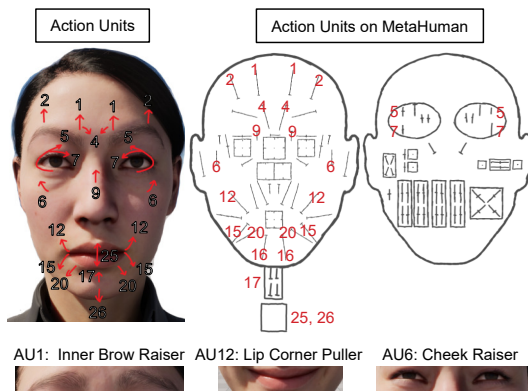 Action Units
Action Units on MetaHuman
2 1 1 2
5 4 5
7 7
6 9 6
12 12
15 25 15
20 17 20
26
2 1 1 2
4 4
9 9
6 6
12 12
15 20 20 15
16 16
17
25, 26
5 5
7 7
AU1: Inner Brow Raiser
AU12: Lip Corner Puller
AU6: Cheek Raiser